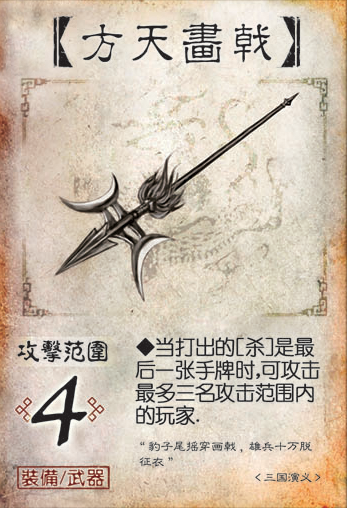 【方天畫戟】
攻擊范圍
4
◆当打出的[杀]是最
后一张手牌时,可攻击
最多三名攻击范围内
的玩家.
“豹子尾摇穿画戟，雄兵十万脱
征衣”
<三国演义>
装備/武器